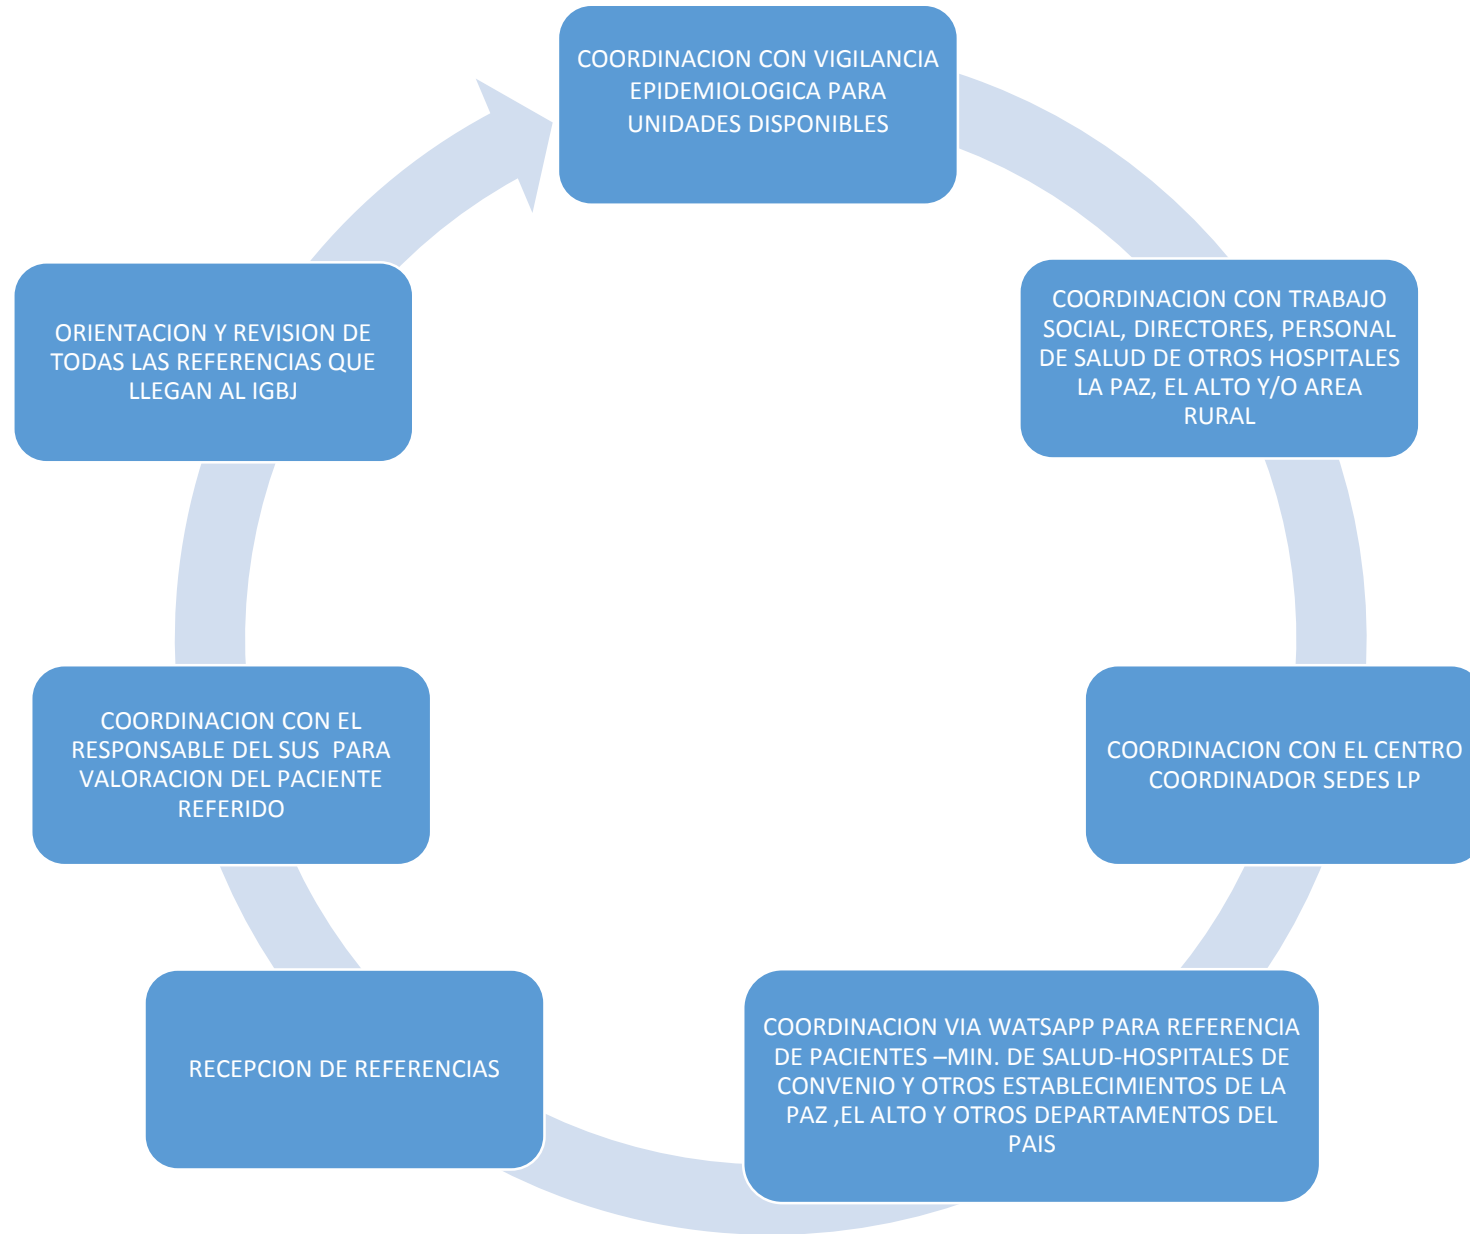 COORDINACION CON VIGILANCIA
EPIDEMIOLOGICA PARA
UNIDADES DISPONIBLES
COORDINACION CON TRABAJO
SOCIAL, DIRECTORES, PERSONAL
DE SALUD DE OTROS HOSPITALES
LA PAZ, EL ALTO Y/O AREA
RURAL
COORDINACION CON EL CENTRO
COORDINADOR SEDES LP
COORDINACION VIA WATSAPP PARA REFERENCIA
DE PACIENTES –MIN. DE SALUD-HOSPITALES DE
CONVENIO Y OTROS ESTABLECIMIENTOS DE LA
PAZ ,EL ALTO Y OTROS DEPARTAMENTOS DEL
PAIS
RECEPCION DE REFERENCIAS
COORDINACION CON EL
RESPONSABLE DEL SUS  PARA
VALORACION DEL PACIENTE
REFERIDO
ORIENTACION Y REVISION DE
TODAS LAS REFERENCIAS QUE
LLEGAN AL IGBJ